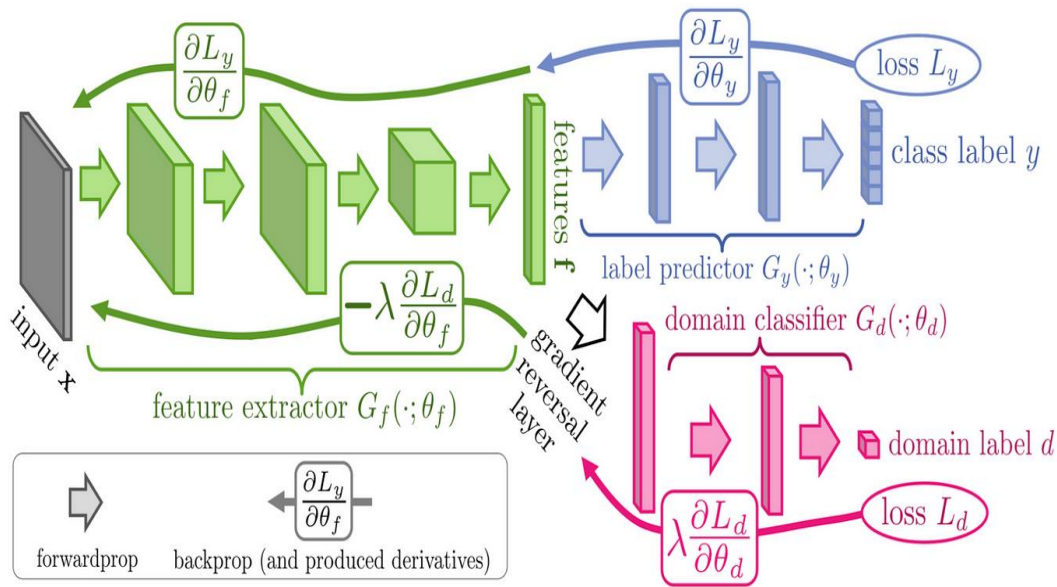 ∂L_y/∂θ_f
∂L_y/∂θ_y
loss L_y
features f
class label y
label predictor G_y(·; θ_y)
input x
−λ ∂L_d/∂θ_f
feature extractor G_f(·; θ_f)
gradient
reversal
layer
domain classifier G_d(·; θ_d)
domain label d
λ ∂L_d/∂θ_d
loss L_d
forwardprop
∂L_y/∂θ_f
backprop (and produced derivatives)